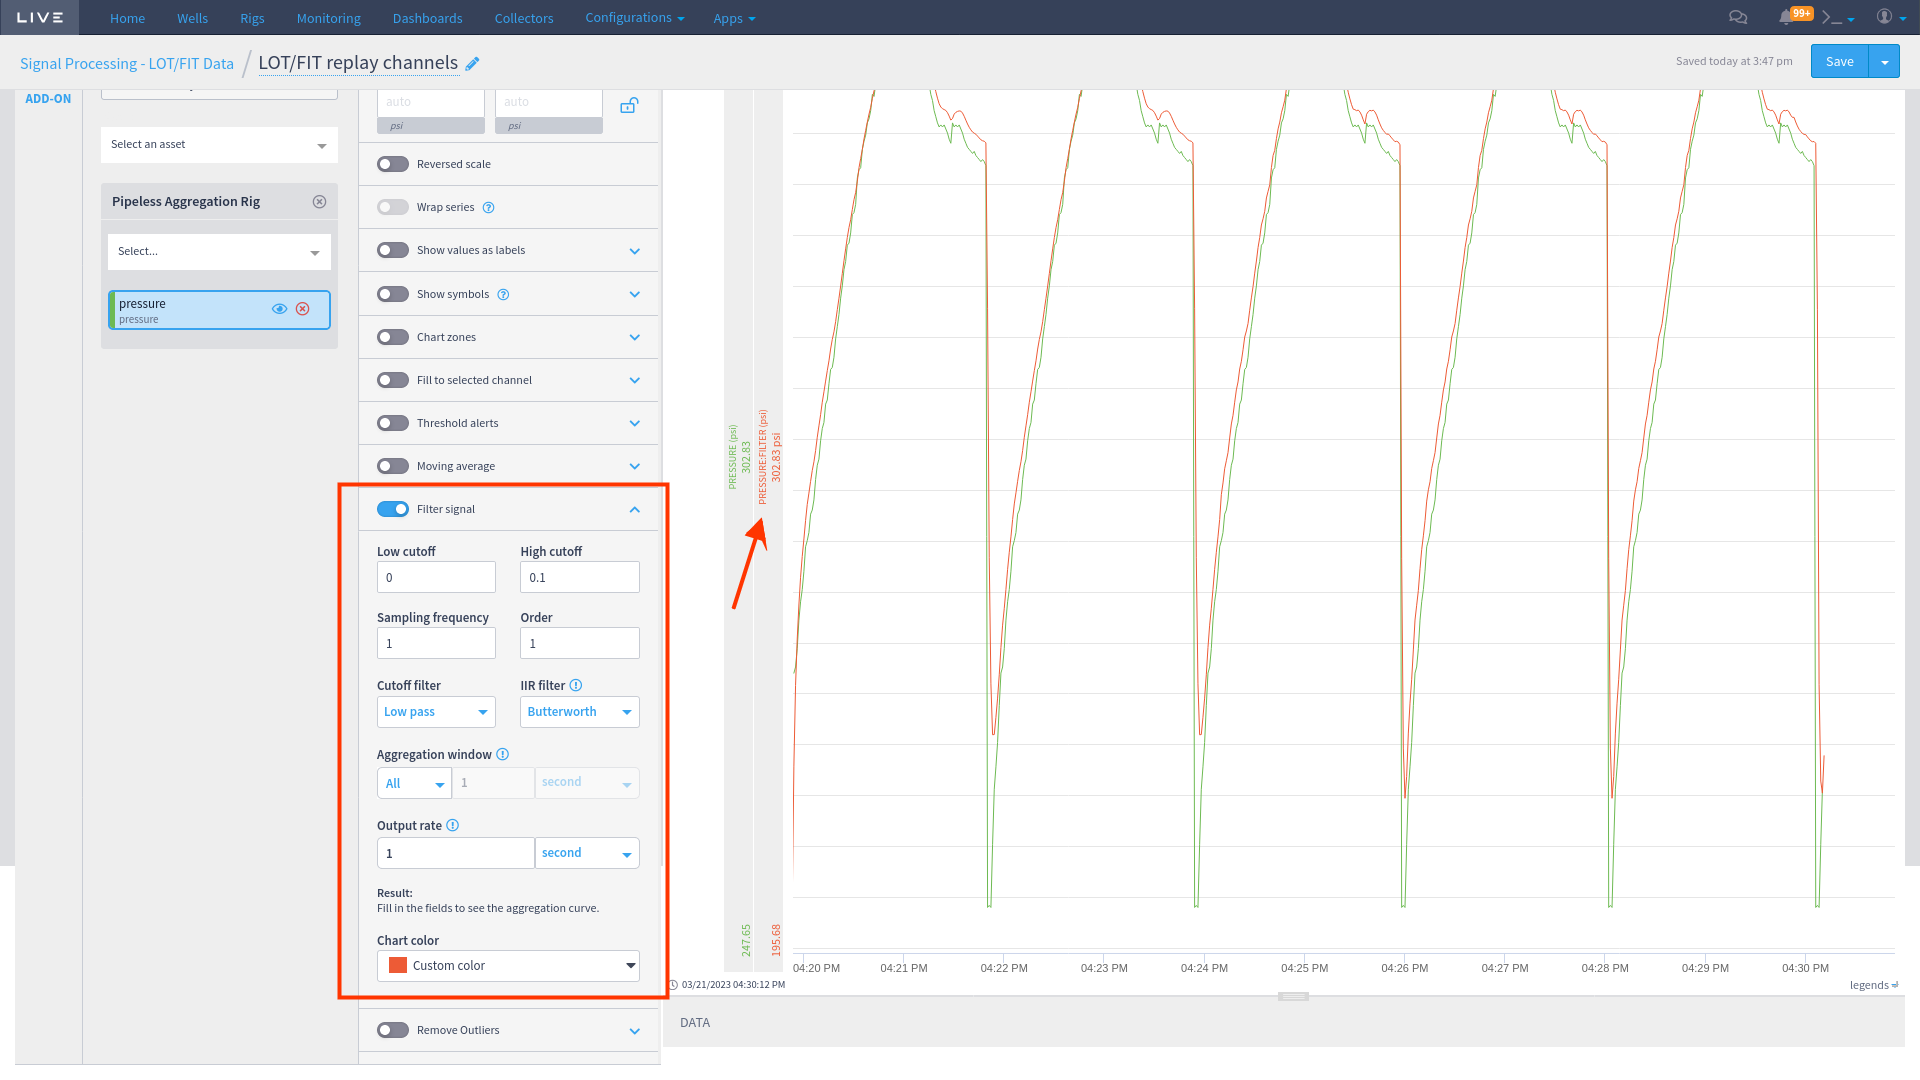 LIVE Home Wells Rigs Monitoring Dashboards Collectors Configurations Apps 99+
Signal Processing - LOT/FIT Data / LOT/FIT replay channels Saved today at 3:47 pm Save
ADD-ON
Select an asset
Pipeless Aggregation Rig
Select...
pressure
pressure
auto auto
psi psi
Reversed scale
Wrap series
Show values as labels
Show symbols
Chart zones
Fill to selected channel
Threshold alerts
Moving average
Filter signal
Low cutoff High cutoff
0 0.1
Sampling frequency Order
1 1
Cutoff filter IIR filter
Low pass Butterworth
Aggregation window
All 1 second
Output rate
1 second
Result:
Fill in the fields to see the aggregation curve.
Chart color
Custom color
Remove Outliers
PRESSURE (psi)
302.83
PRESSURE:FILTER (psi)
302.83 psi
247.65
195.68
04:20 PM 04:21 PM 04:22 PM 04:23 PM 04:24 PM 04:25 PM 04:26 PM 04:27 PM 04:28 PM 04:29 PM 04:30 PM
03/21/2023 04:30:12 PM
legends
DATA